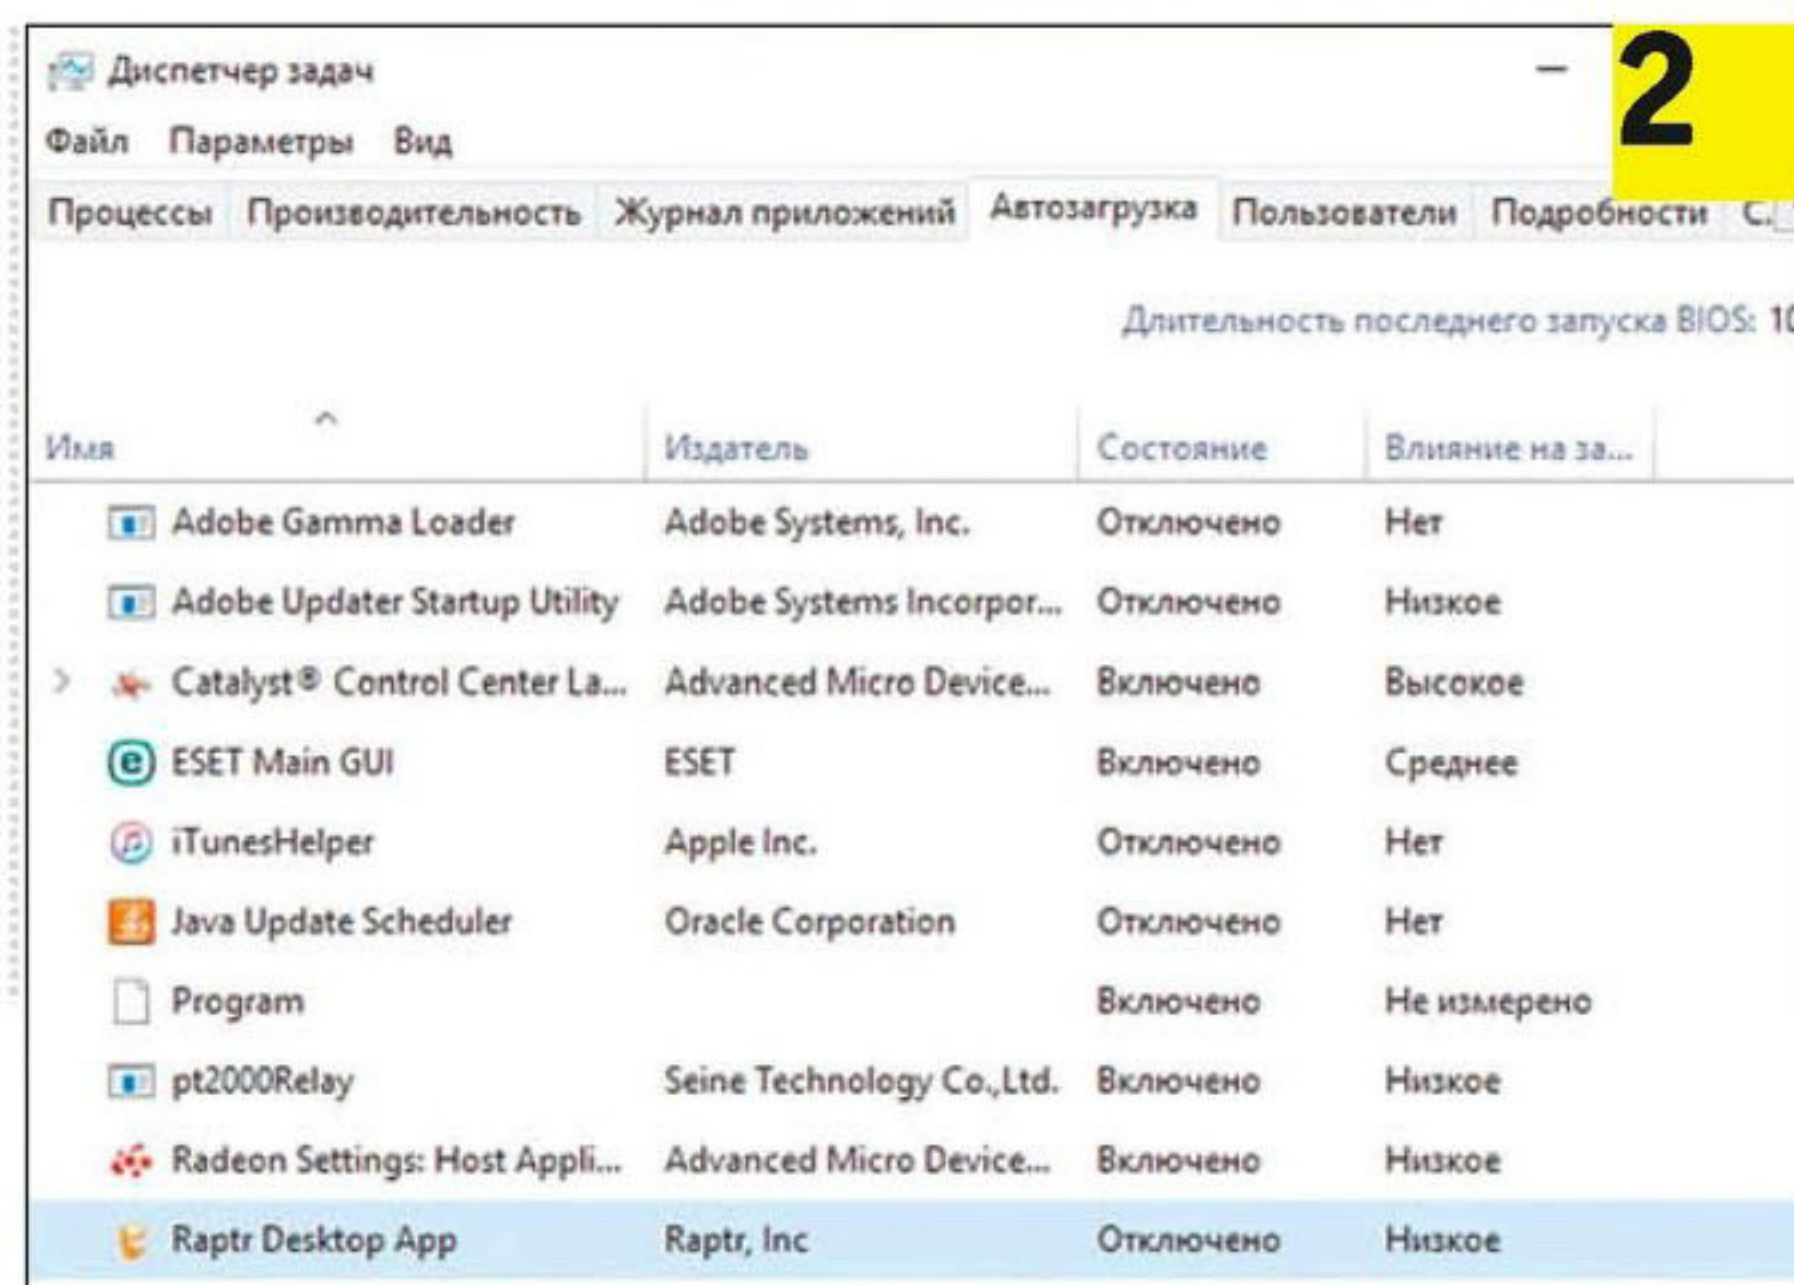 2
Диспетчер задач
Файл Параметры Вид
Процессы Производительность Журнал приложений Автозагрузка Пользователи Подробности С...
Длительность последнего запуска BIOS: 10
Имя Издатель Состояние Влияние на за...
Adobe Gamma Loader Adobe Systems, Inc. Отключено Нет
Adobe Updater Startup Utility Adobe Systems Incorpor... Отключено Низкое
Catalyst® Control Center La... Advanced Micro Device... Включено Высокое
ESET Main GUI ESET Включено Среднее
iTunesHelper Apple Inc. Отключено Нет
Java Update Scheduler Oracle Corporation Отключено Нет
Program Включено Не измерено
pt2000Relay Seine Technology Co.,Ltd. Включено Низкое
Radeon Settings: Host Appli... Advanced Micro Device... Включено Низкое
Raptr Desktop App Raptr, Inc Отключено Низкое